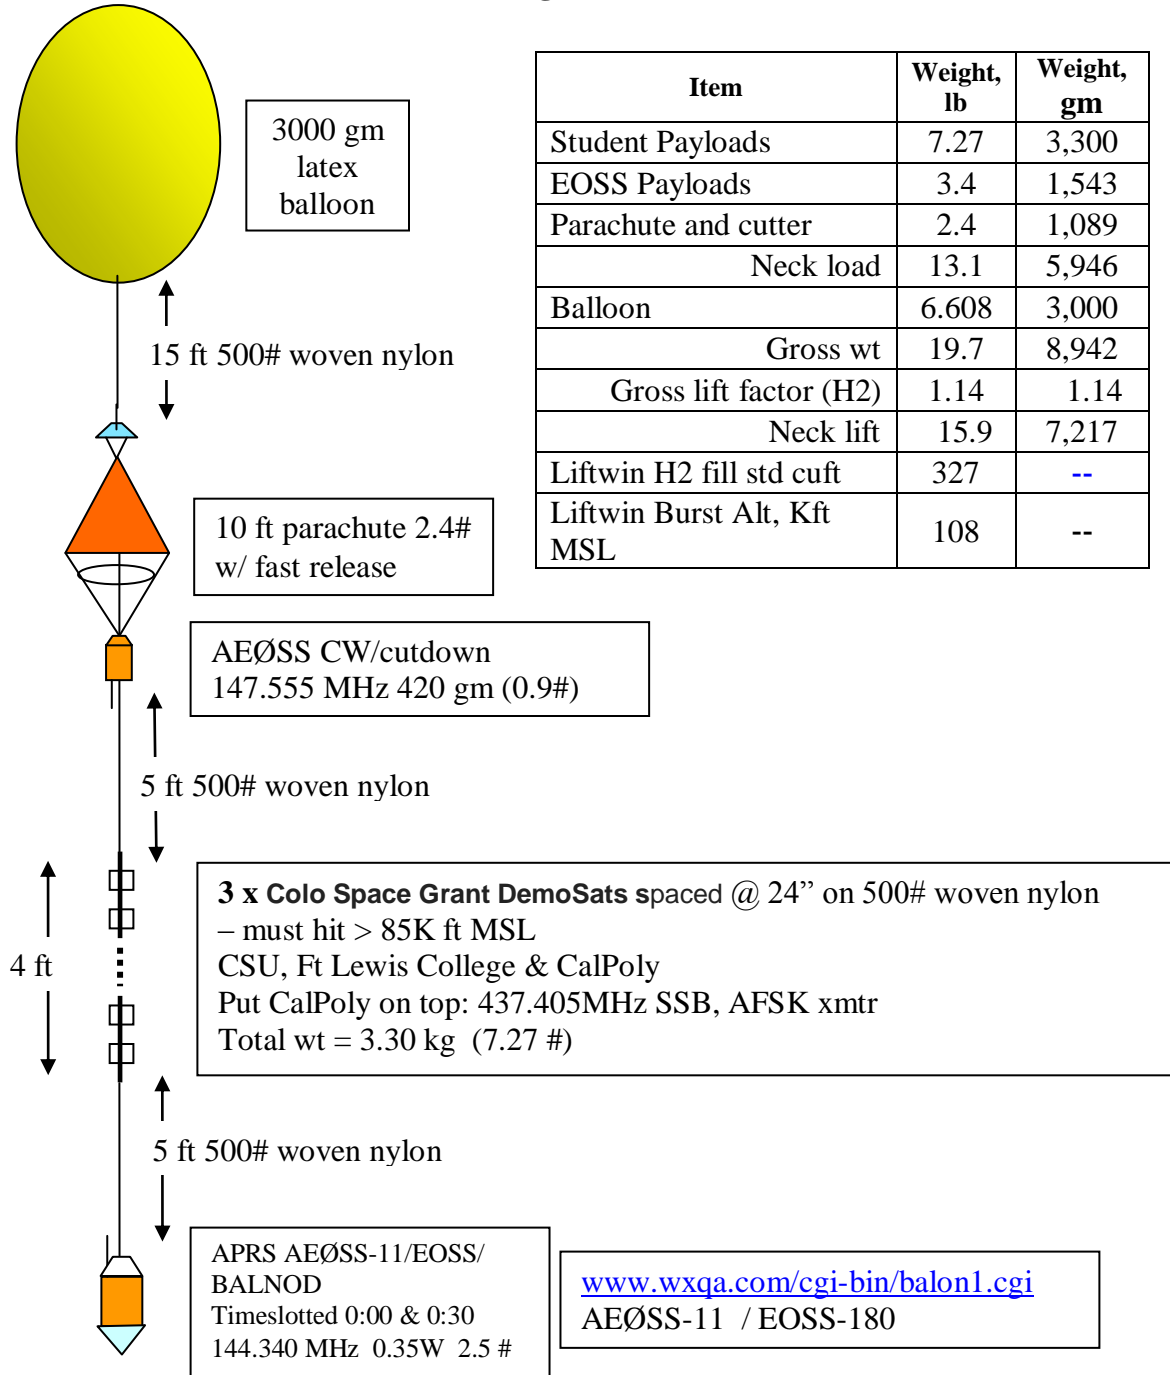 3000 gm
latex
balloon
Item Weight, lb Weight, gm
Student Payloads 7.27 3,300
EOSS Payloads 3.4 1,543
Parachute and cutter 2.4 1,089
Neck load 13.1 5,946
Balloon 6.608 3,000
Gross wt 19.7 8,942
Gross lift factor (H2) 1.14 1.14
Neck lift 15.9 7,217
Liftwin H2 fill std cuft 327 --
Liftwin Burst Alt, Kft MSL 108 --
15 ft 500# woven nylon
10 ft parachute 2.4#
w/ fast release
AEØSS CW/cutdown
147.555 MHz 420 gm (0.9#)
5 ft 500# woven nylon
4 ft
3 x Colo Space Grant DemoSats spaced @ 24” on 500# woven nylon
– must hit > 85K ft MSL
CSU, Ft Lewis College & CalPoly
Put CalPoly on top: 437.405MHz SSB, AFSK xmtr
Total wt = 3.30 kg (7.27 #)
5 ft 500# woven nylon
APRS AEØSS-11/EOSS/
BALNOD
Timeslotted 0:00 & 0:30
144.340 MHz 0.35W 2.5 #
www.wxqa.com/cgi-bin/balon1.cgi
AEØSS-11 / EOSS-180